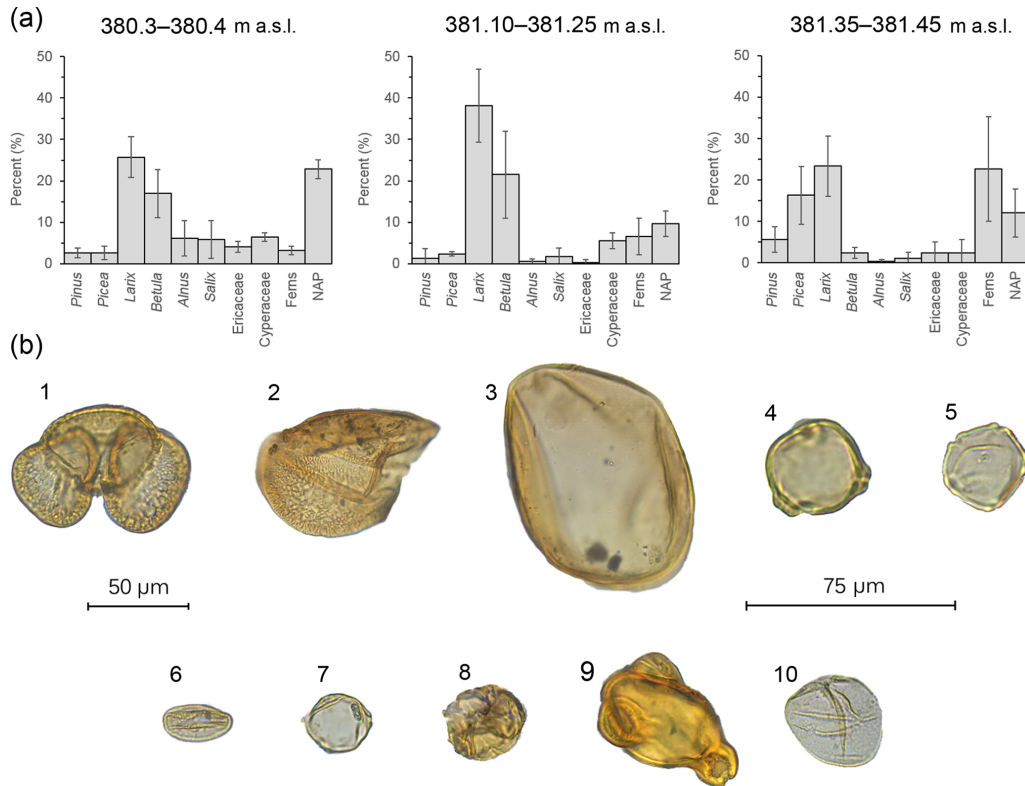 (a)
380.3–380.4 m a.s.l.
381.10–381.25 m a.s.l.
381.35–381.45 m a.s.l.
Percent (%)
50
40
30
20
10
0
Pinus
Picea
Larix
Betula
Alnus
Salix
Ericaceae
Cyperaceae
Ferns
NAP
Percent (%)
50
40
30
20
10
0
Pinus
Picea
Larix
Betula
Alnus
Salix
Ericaceae
Cyperaceae
Ferns
NAP
Percent (%)
50
40
30
20
10
0
Pinus
Picea
Larix
Betula
Alnus
Salix
Ericaceae
Cyperaceae
Ferns
NAP
(b)
1
2
3
4
5
50 µm
75 µm
6
7
8
9
10